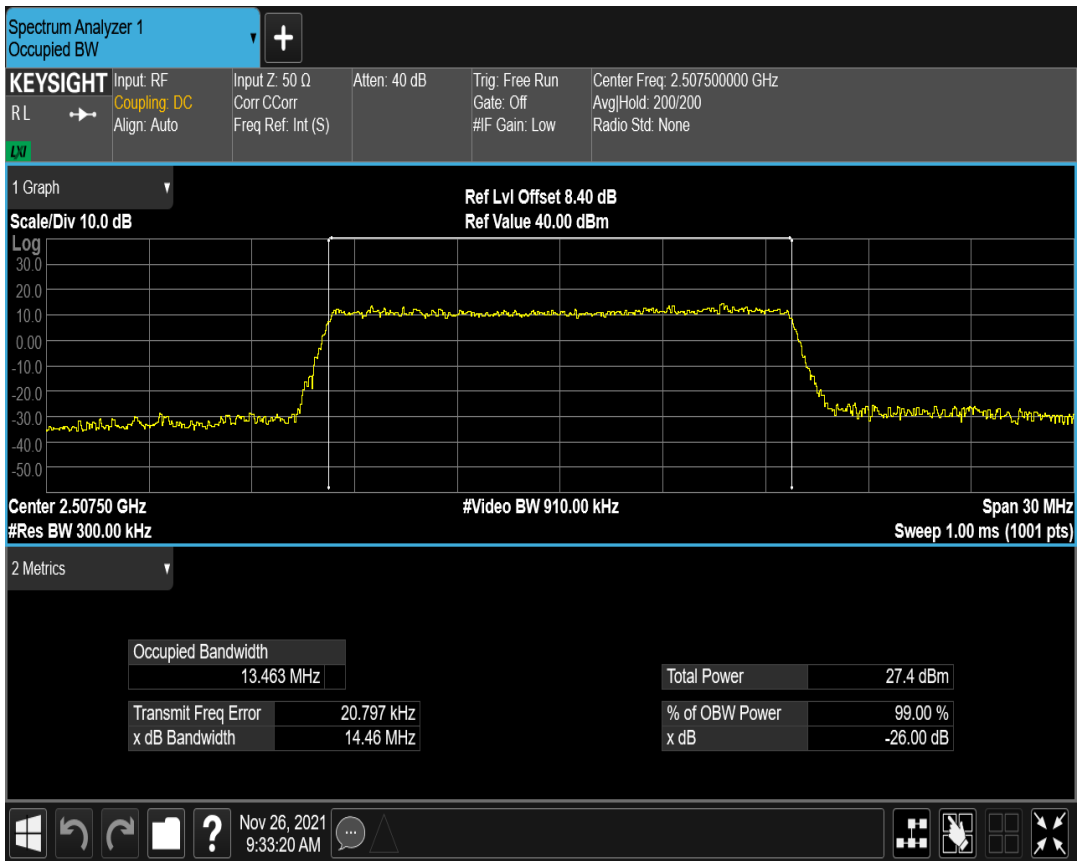 Spectrum Analyzer 1
Occupied BW
+
KEYSIGHT
RL
LXI
Input: RF
Coupling: DC
Align: Auto
Input Z: 50 Ω
Corr CCorr
Freq Ref: Int (S)
Atten: 40 dB
Trig: Free Run
Gate: Off
#IF Gain: Low
Center Freq: 2.507500000 GHz
Avg|Hold: 200/200
Radio Std: None
1 Graph
Ref Lvl Offset 8.40 dB
Scale/Div 10.0 dB
Ref Value 40.00 dBm
Log
30.0
20.0
10.0
0.00
-10.0
-20.0
-30.0
-40.0
-50.0
Center 2.50750 GHz
#Video BW 910.00 kHz
Span 30 MHz
#Res BW 300.00 kHz
Sweep 1.00 ms (1001 pts)
2 Metrics
Occupied Bandwidth
13.463 MHz
Total Power 27.4 dBm
Transmit Freq Error 20.797 kHz
% of OBW Power 99.00 %
x dB Bandwidth 14.46 MHz
x dB -26.00 dB
?
Nov 26, 2021
9:33:20 AM